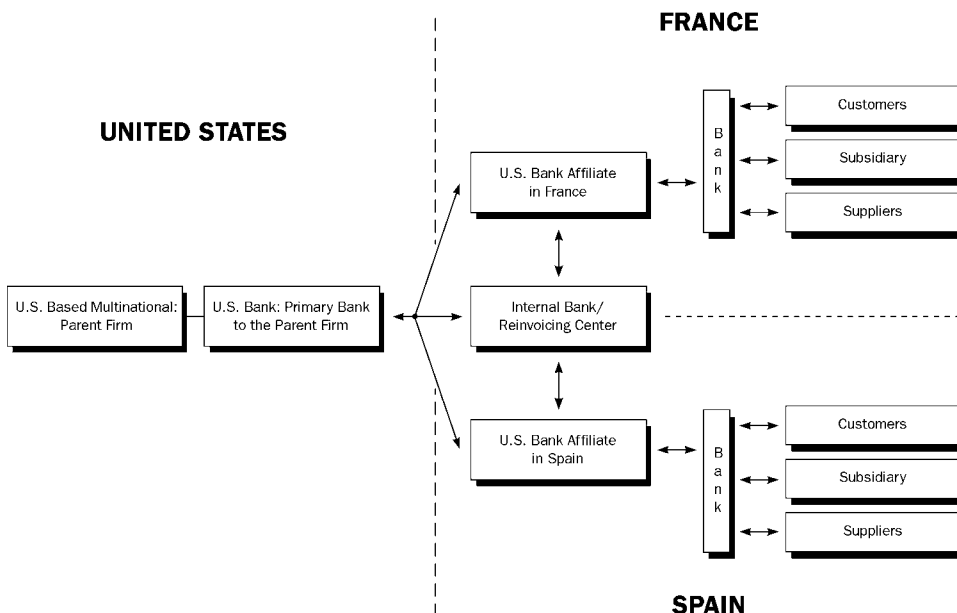 FRANCE
UNITED STATES
Customers
Subsidiary
Suppliers
B
a
n
k
U.S. Bank Affiliate
in France
U.S. Based Multinational:
Parent Firm
U.S. Bank: Primary Bank
to the Parent Firm
Internal Bank/
Reinvoicing Center
U.S. Bank Affiliate
in Spain
B
a
n
k
Customers
Subsidiary
Suppliers
SPAIN